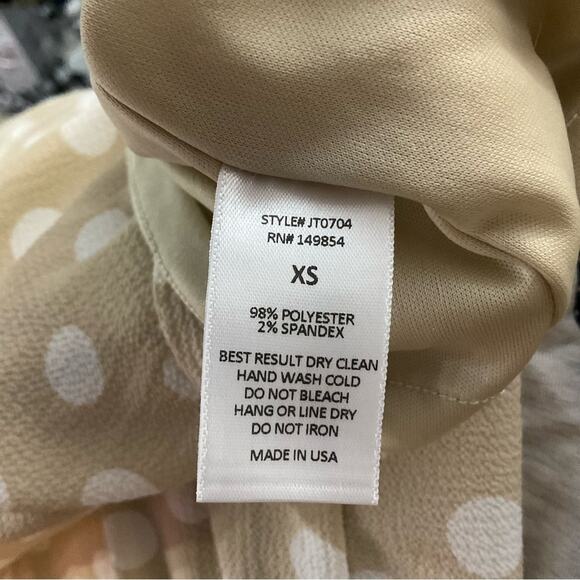 STYLE# JT0704
RN# 149854
XS
98% POLYESTER
2% SPANDEX
BEST RESULT DRY CLEAN
HAND WASH COLD
DO NOT BLEACH
HANG OR LINE DRY
DO NOT IRON
MADE IN USA